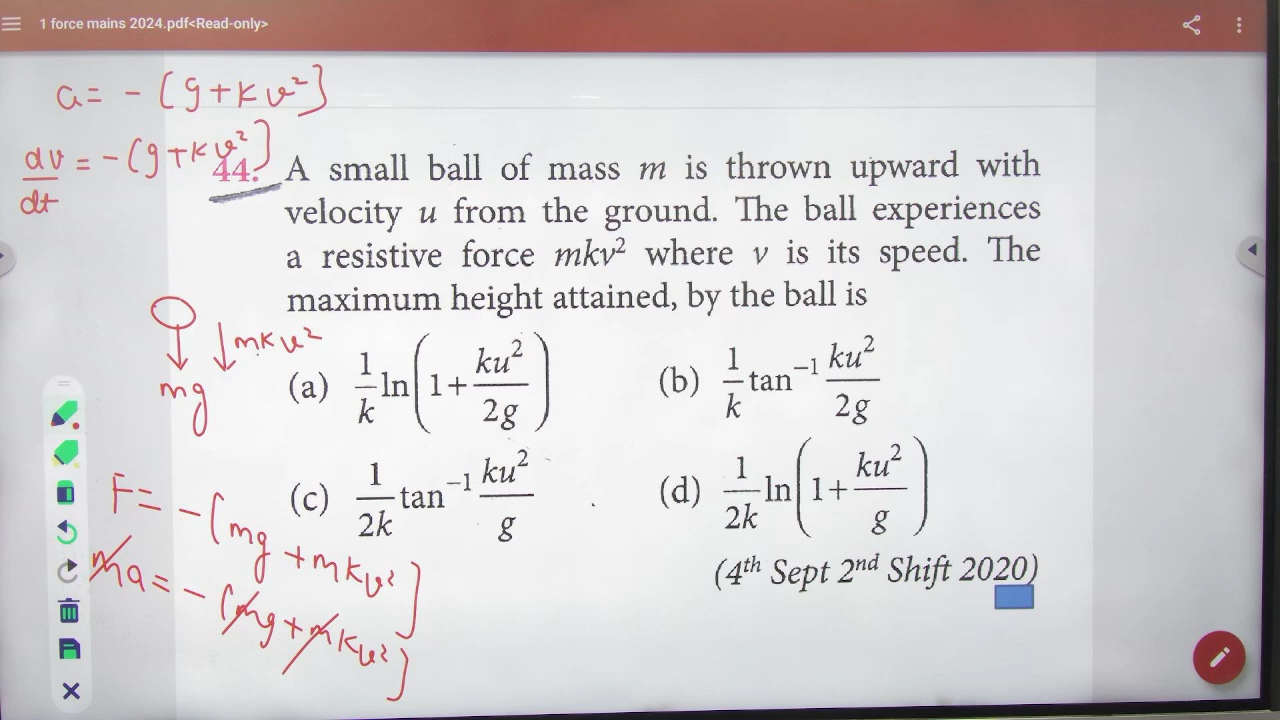 1 force mains 2024.pdf<Read-only>
a = - [g+kv²]
dv/dt = -(g+kv²]
44. A small ball of mass m is thrown upward with
velocity u from the ground. The ball experiences
a resistive force mkv² where v is its speed. The
maximum height attained, by the ball is
mkv²
mg
(a) 1/k ln(1+ku²/2g) (b) 1/k tan⁻¹ ku²/2g
(c) 1/2k tan⁻¹ ku²/g (d) 1/2k ln(1+ku²/g)
(4th Sept 2nd Shift 2020)
F = -(mg + mkv²]
ma = -(mg + mkv²]